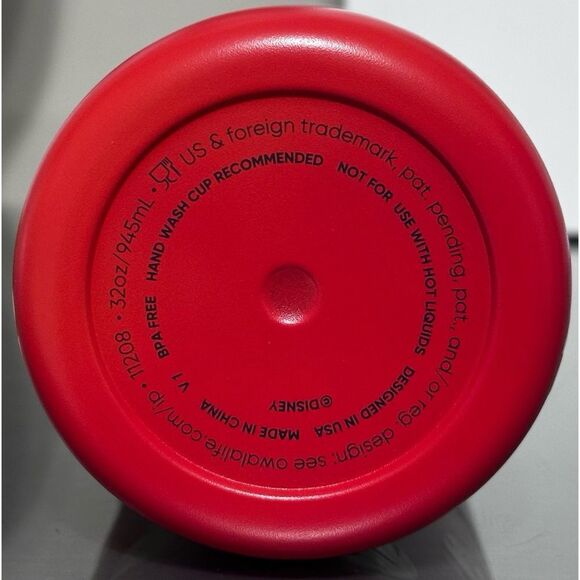 US & foreign trademark, pat. pending, pat., and/or reg. design; see owalalife.com/ip • 11208 • 32oz/945mL •
HAND WASH CUP RECOMMENDED NOT FOR USE WITH HOT LIQUIDS DESIGNED IN USA MADE IN CHINA V 1 BPA FREE
©DISNEY